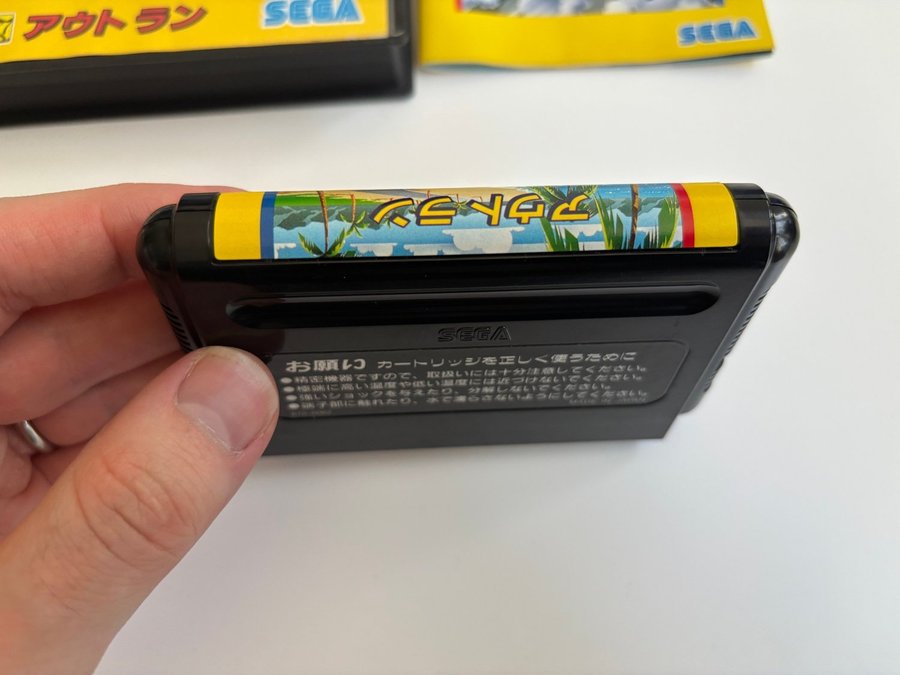 アウトラン
SEGA
SEGA
アウトラン
SEGA
お願い カートリッジを正しく使うために
●精密機器ですので、取扱いには十分注意してください。
●極端に高い温度や低い温度には近づけないでください。
●強いショックを与えたり、分解しないでください。
●端子部に触れたり、水で濡らさないようにしてください。